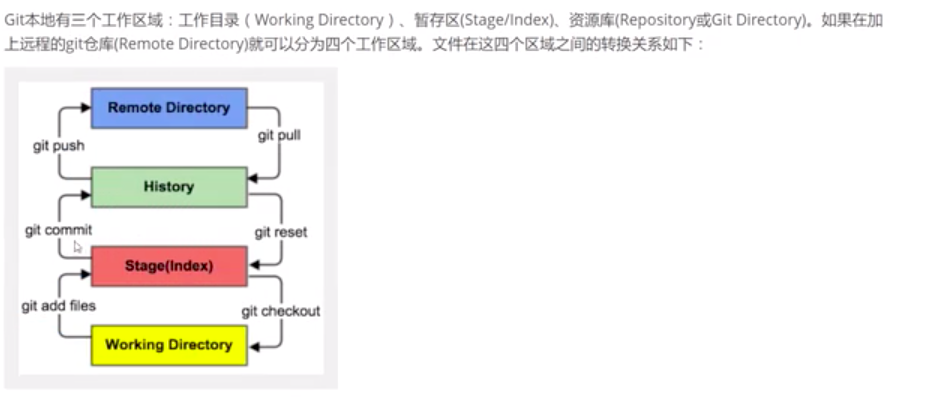 Git本地有三个工作区域：工作目录（Working Directory）、暂存区(Stage/Index)、资源库(Repository或Git Directory)。如果在加
上远程的git仓库(Remote Directory)就可以分为四个工作区域。文件在这四个区域之间的转换关系如下：
Remote Directory
git push
git pull
History
git commit
git reset
Stage(Index)
git add files
git checkout
Working Directory